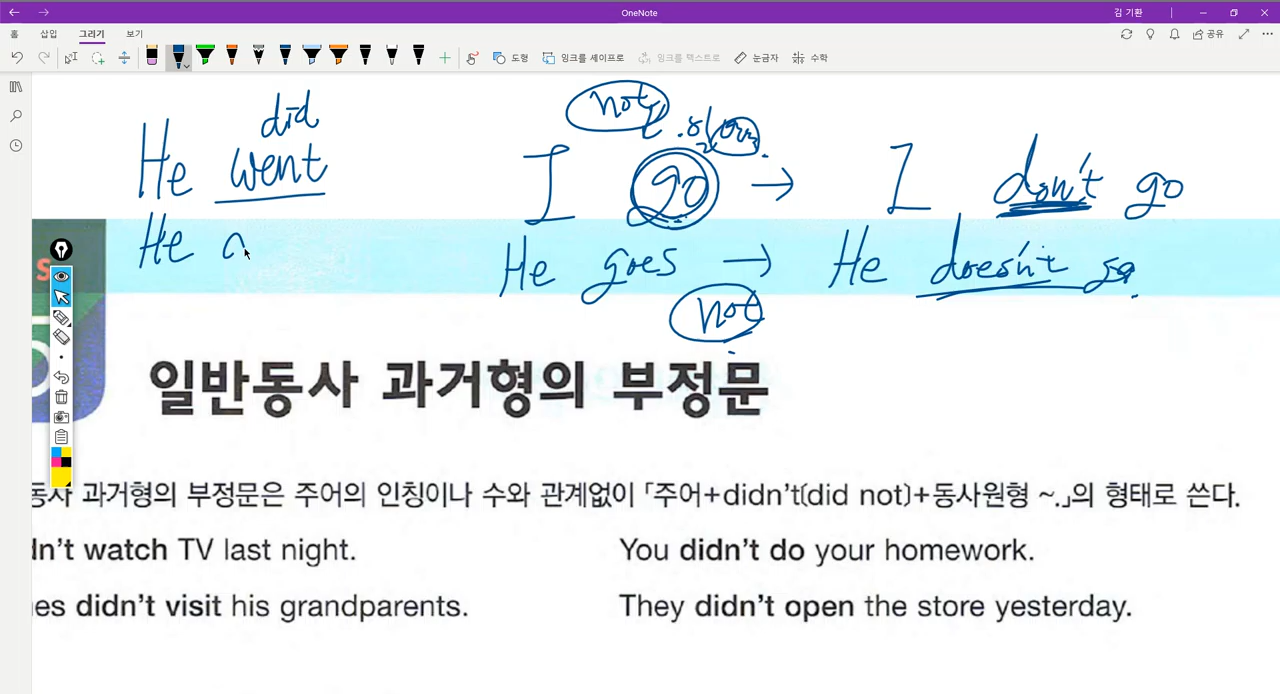 OneNote
김 기환
홈 삽입 그리기 보기
공유
도형 잉크를 셰이프로 잉크를 텍스트로 눈금자 수학
not
did
He went I go → I don't go
He goes → He doesn't go
not
일반동사 과거형의 부정문
동사 과거형의 부정문은 주어의 인칭이나 수와 관계없이 「주어+didn't(did not)+동사원형 ~.」의 형태로 쓴다.
dn't watch TV last night. You didn't do your homework.
nes didn't visit his grandparents. They didn't open the store yesterday.